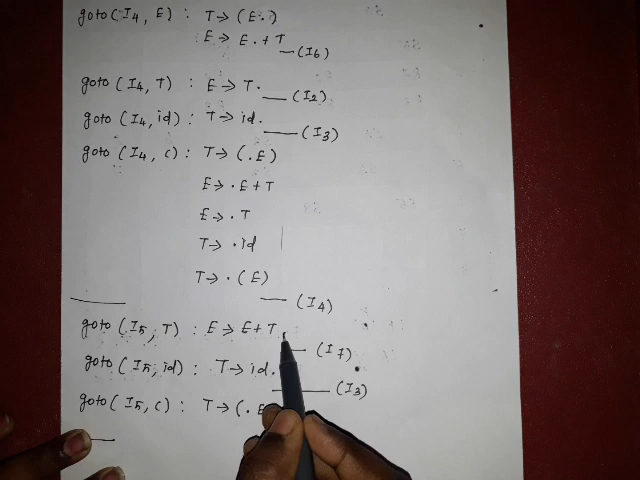 goto(I4, E) : T→(E.)
E→ E.+T
—(I6)
goto(I4, T) : E→T.
—(I2)
goto(I4, id) : T→id.
—(I3)
goto(I4, c) : T→(.E)
E→.E+T
E→.T
T→.id
T→.(E)
—(I4)
goto(I5, T) : E→E+T.
—(I7)
goto(I5, id) : T→id.
—(I3)
goto(I5, c) : T→(.E